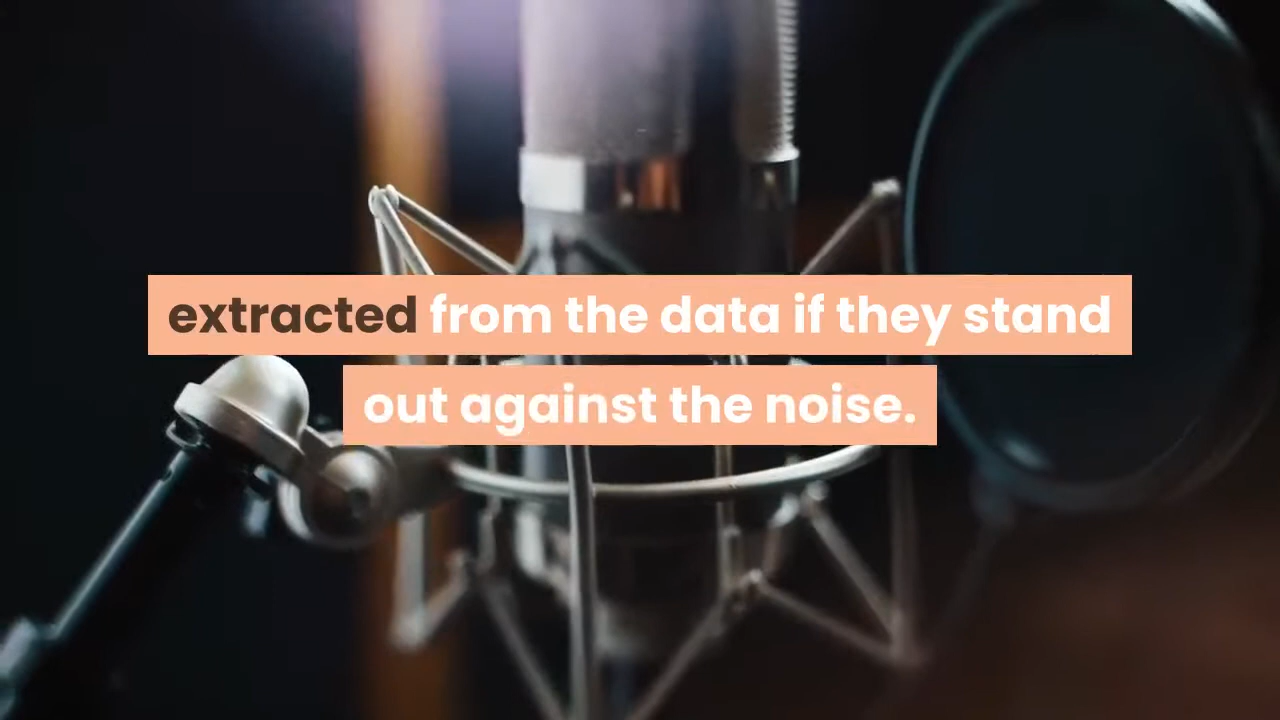 extracted from the data if they stand
out against the noise.